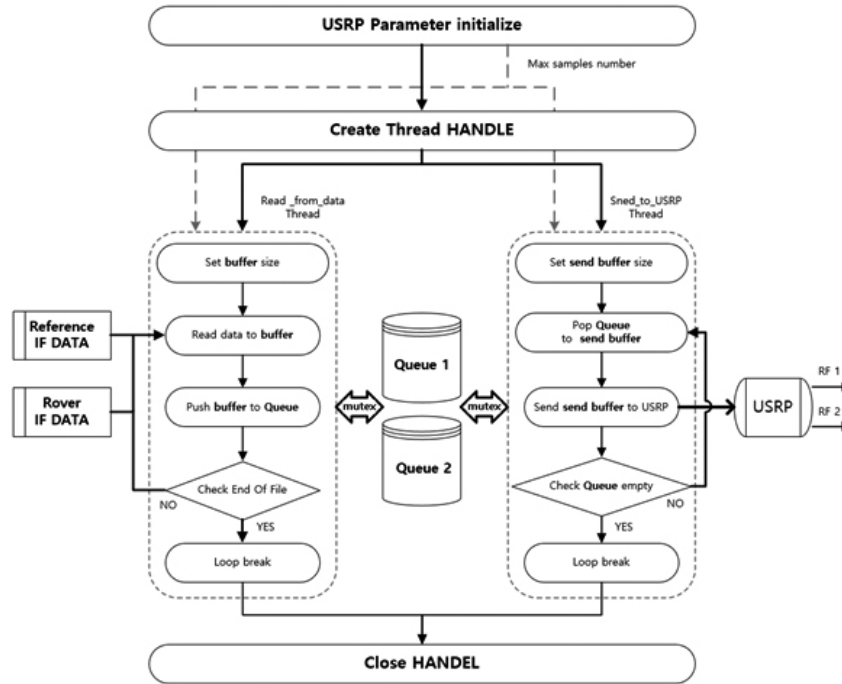 USRP Parameter initialize
Max samples number
Create Thread HANDLE
Read _from_data
Thread
Sned_to_USRP
Thread
Set buffer size
Set send buffer size
Reference
IF DATA
Read data to buffer
Queue 1
Pop Queue
to send buffer
Rover
IF DATA
Push buffer to Queue
mutex
mutex
Send send buffer to USRP
USRP
RF 1
RF 2
Queue 2
Check End Of File
NO
YES
Check Queue empty
NO
YES
Loop break
Loop break
Close HANDEL